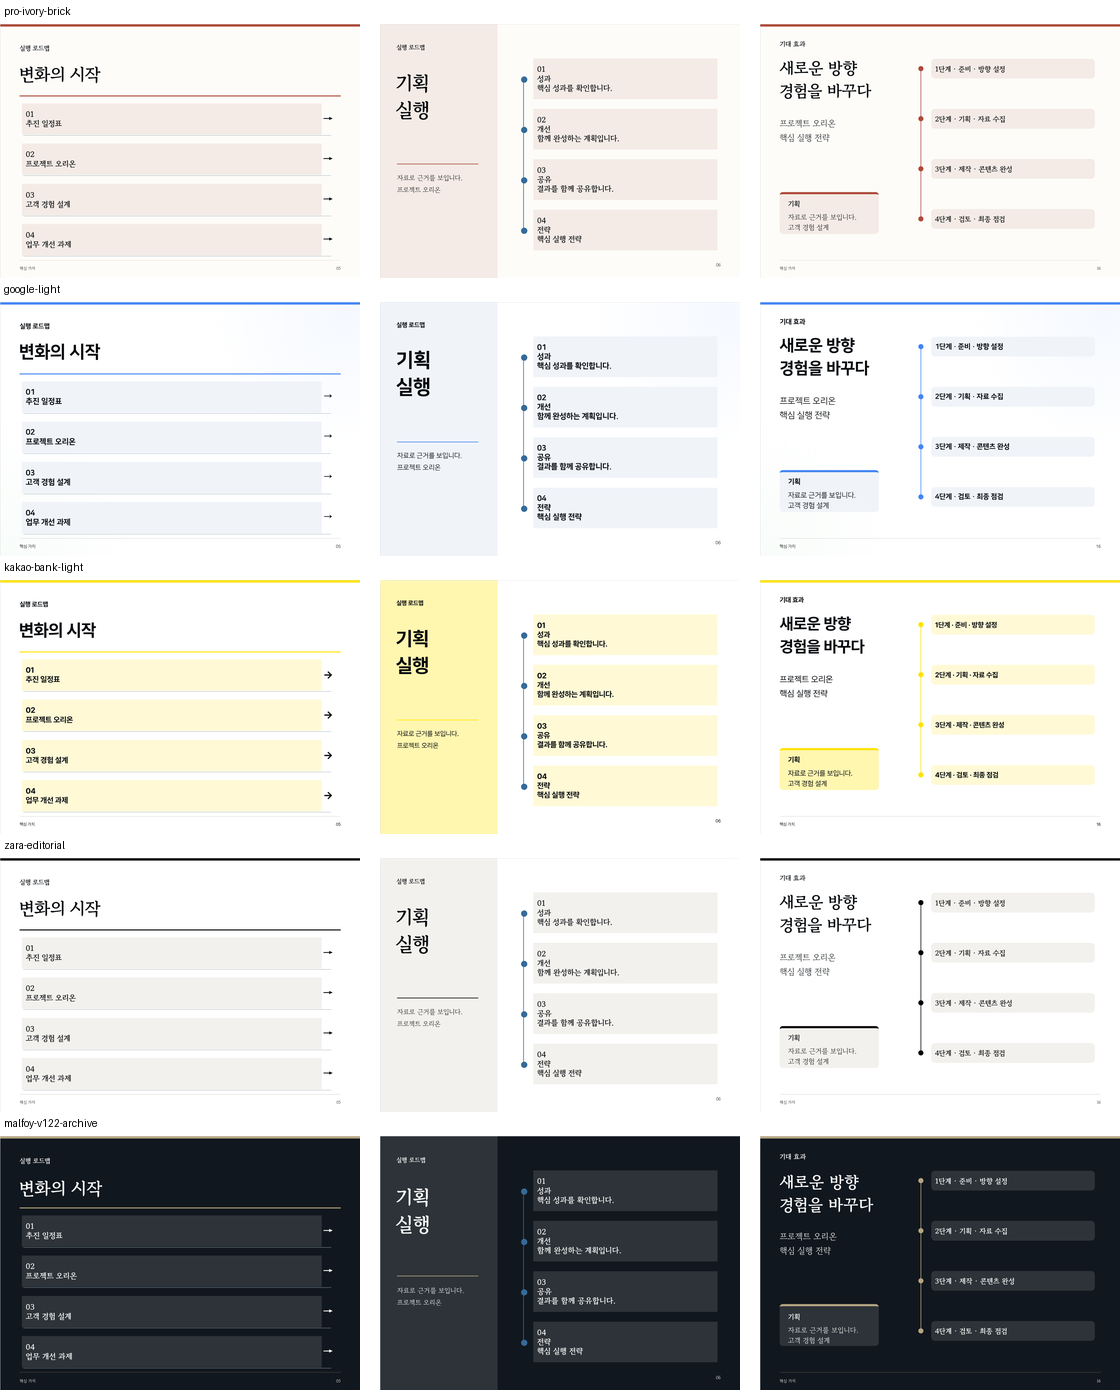 pro-ivory-brick
실행 로드맵
변화의 시작
01
추진 일정표
→
02
프로젝트 오리온
→
03
고객 경험 설계
→
04
업무 개선 과제
→
핵심 가치
05
실행 로드맵
기획
실행
자료로 근거를 보입니다.
프로젝트 오리온
01
성과
핵심 성과를 확인합니다.
02
개선
함께 완성하는 계획입니다.
03
공유
결과를 함께 공유합니다.
04
전략
핵심 실행 전략
06
기대 효과
새로운 방향
경험을 바꾸다
프로젝트 오리온
핵심 실행 전략
기획
자료로 근거를 보입니다.
고객 경험 설계
1단계 · 준비 · 방향 설정
2단계 · 기획 · 자료 수집
3단계 · 제작 · 콘텐츠 완성
4단계 · 검토 · 최종 점검
핵심 가치
google-light
실행 로드맵
변화의 시작
01
추진 일정표
→
02
프로젝트 오리온
→
03
고객 경험 설계
→
04
업무 개선 과제
→
핵심 가치
05
실행 로드맵
기획
실행
자료로 근거를 보입니다.
프로젝트 오리온
01
성과
핵심 성과를 확인합니다.
02
개선
함께 완성하는 계획입니다.
03
공유
결과를 함께 공유합니다.
04
전략
핵심 실행 전략
06
기대 효과
새로운 방향
경험을 바꾸다
프로젝트 오리온
핵심 실행 전략
기획
자료로 근거를 보입니다.
고객 경험 설계
1단계 · 준비 · 방향 설정
2단계 · 기획 · 자료 수집
3단계 · 제작 · 콘텐츠 완성
4단계 · 검토 · 최종 점검
핵심 가치
kakao-bank-light
실행 로드맵
변화의 시작
01
추진 일정표
→
02
프로젝트 오리온
→
03
고객 경험 설계
→
04
업무 개선 과제
→
핵심 가치
05
실행 로드맵
기획
실행
자료로 근거를 보입니다.
프로젝트 오리온
01
성과
핵심 성과를 확인합니다.
02
개선
함께 완성하는 계획입니다.
03
공유
결과를 함께 공유합니다.
04
전략
핵심 실행 전략
06
기대 효과
새로운 방향
경험을 바꾸다
프로젝트 오리온
핵심 실행 전략
기획
자료로 근거를 보입니다.
고객 경험 설계
1단계 · 준비 · 방향 설정
2단계 · 기획 · 자료 수집
3단계 · 제작 · 콘텐츠 완성
4단계 · 검토 · 최종 점검
핵심 가치
zara-editorial
실행 로드맵
변화의 시작
01
추진 일정표
→
02
프로젝트 오리온
→
03
고객 경험 설계
→
04
업무 개선 과제
→
핵심 가치
05
실행 로드맵
기획
실행
자료로 근거를 보입니다.
프로젝트 오리온
01
성과
핵심 성과를 확인합니다.
02
개선
함께 완성하는 계획입니다.
03
공유
결과를 함께 공유합니다.
04
전략
핵심 실행 전략
06
기대 효과
새로운 방향
경험을 바꾸다
프로젝트 오리온
핵심 실행 전략
기획
자료로 근거를 보입니다.
고객 경험 설계
1단계 · 준비 · 방향 설정
2단계 · 기획 · 자료 수집
3단계 · 제작 · 콘텐츠 완성
4단계 · 검토 · 최종 점검
핵심 가치
malfoy-v122-archive
실행 로드맵
변화의 시작
01
추진 일정표
→
02
프로젝트 오리온
→
03
고객 경험 설계
→
04
업무 개선 과제
→
핵심 가치
05
실행 로드맵
기획
실행
자료로 근거를 보입니다.
프로젝트 오리온
01
성과
핵심 성과를 확인합니다.
02
개선
함께 완성하는 계획입니다.
03
공유
결과를 함께 공유합니다.
04
전략
핵심 실행 전략
06
기대 효과
새로운 방향
경험을 바꾸다
프로젝트 오리온
핵심 실행 전략
기획
자료로 근거를 보입니다.
고객 경험 설계
1단계 · 준비 · 방향 설정
2단계 · 기획 · 자료 수집
3단계 · 제작 · 콘텐츠 완성
4단계 · 검토 · 최종 점검
핵심 가치